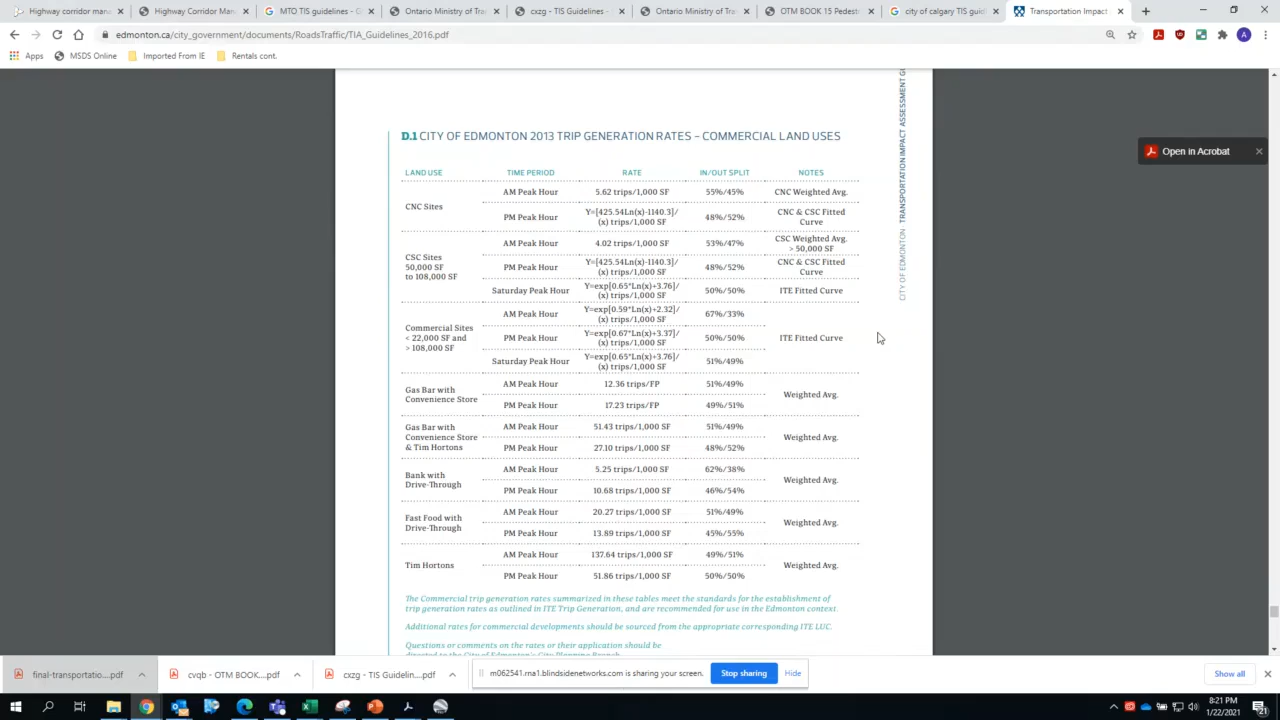 Highway corridor manag
Highway Corridor Manag
MTO TIS guidelines - G
Ontario Ministry of Tra
cxzg - TIS Guidelines -
Ontario Ministry of Tra
OTM BOOK 15 Pedest
city of calgary TIS guid
Transportation Impact
edmonton.ca/city_government/documents/RoadsTraffic/TIA_Guidelines_2016.pdf
A
Apps
MSDS Online
Imported From IE
Rentals cont.
Open in Acrobat
CITY OF EDMONTON TRANSPORTATION IMPACT ASSESSMENT GU
D.1 CITY OF EDMONTON 2013 TRIP GENERATION RATES – COMMERCIAL LAND USES
LAND USE TIME PERIOD RATE IN/OUT SPLIT NOTES
CNC Sites
AM Peak Hour 5.62 trips/1,000 SF 55%/45% CNC Weighted Avg.
PM Peak Hour Y=[425.54Ln(x)-1140.3]/ (x) trips/1,000 SF 48%/52% CNC & CSC Fitted Curve
CSC Sites 50,000 SF to 108,000 SF
AM Peak Hour 4.02 trips/1,000 SF 53%/47% CSC Weighted Avg. > 50,000 SF
PM Peak Hour Y=[425.54Ln(x)-1140.3]/ (x) trips/1,000 SF 48%/52% CNC & CSC Fitted Curve
Saturday Peak Hour Y=exp[0.65*Ln(x)+3.76]/ (x) trips/1,000 SF 50%/50% ITE Fitted Curve
Commercial Sites < 22,000 SF and > 108,000 SF
AM Peak Hour Y=exp[0.59*Ln(x)+2.32]/ (x) trips/1,000 SF 67%/33%
PM Peak Hour Y=exp[0.67*Ln(x)+3.37]/ (x) trips/1,000 SF 50%/50% ITE Fitted Curve
Saturday Peak Hour Y=exp[0.65*Ln(x)+3.76]/ (x) trips/1,000 SF 51%/49%
Gas Bar with Convenience Store
AM Peak Hour 12.36 trips/FP 51%/49% Weighted Avg.
PM Peak Hour 17.23 trips/FP 49%/51%
Gas Bar with Convenience Store & Tim Hortons
AM Peak Hour 51.43 trips/1,000 SF 51%/49% Weighted Avg.
PM Peak Hour 27.10 trips/1,000 SF 48%/52%
Bank with Drive-Through
AM Peak Hour 5.25 trips/1,000 SF 62%/38% Weighted Avg.
PM Peak Hour 10.68 trips/1,000 SF 46%/54%
Fast Food with Drive-Through
AM Peak Hour 20.27 trips/1,000 SF 51%/49% Weighted Avg.
PM Peak Hour 13.89 trips/1,000 SF 45%/55%
Tim Hortons
AM Peak Hour 137.64 trips/1,000 SF 49%/51% Weighted Avg.
PM Peak Hour 51.86 trips/1,000 SF 50%/50%
The Commercial trip generation rates summarized in these tables meet the standards for the establishment of
trip generation rates as outlined in ITE Trip Generation, and are recommended for use in the Edmonton context.
Additional rates for commercial developments should be sourced from the appropriate corresponding ITE LUC.
Questions or comments on the rates or their application should be
directed to the City of Edmonton's City Planning Branch.
.pdf
cvqb - OTM BOOK....pdf
cxzg - TIS Guidelin....pdf
m062541.rna1.blindsidenetworks.com is sharing your screen.
Stop sharing
Hide
.pdf
Show all
8:21 PM
1/22/2021
21